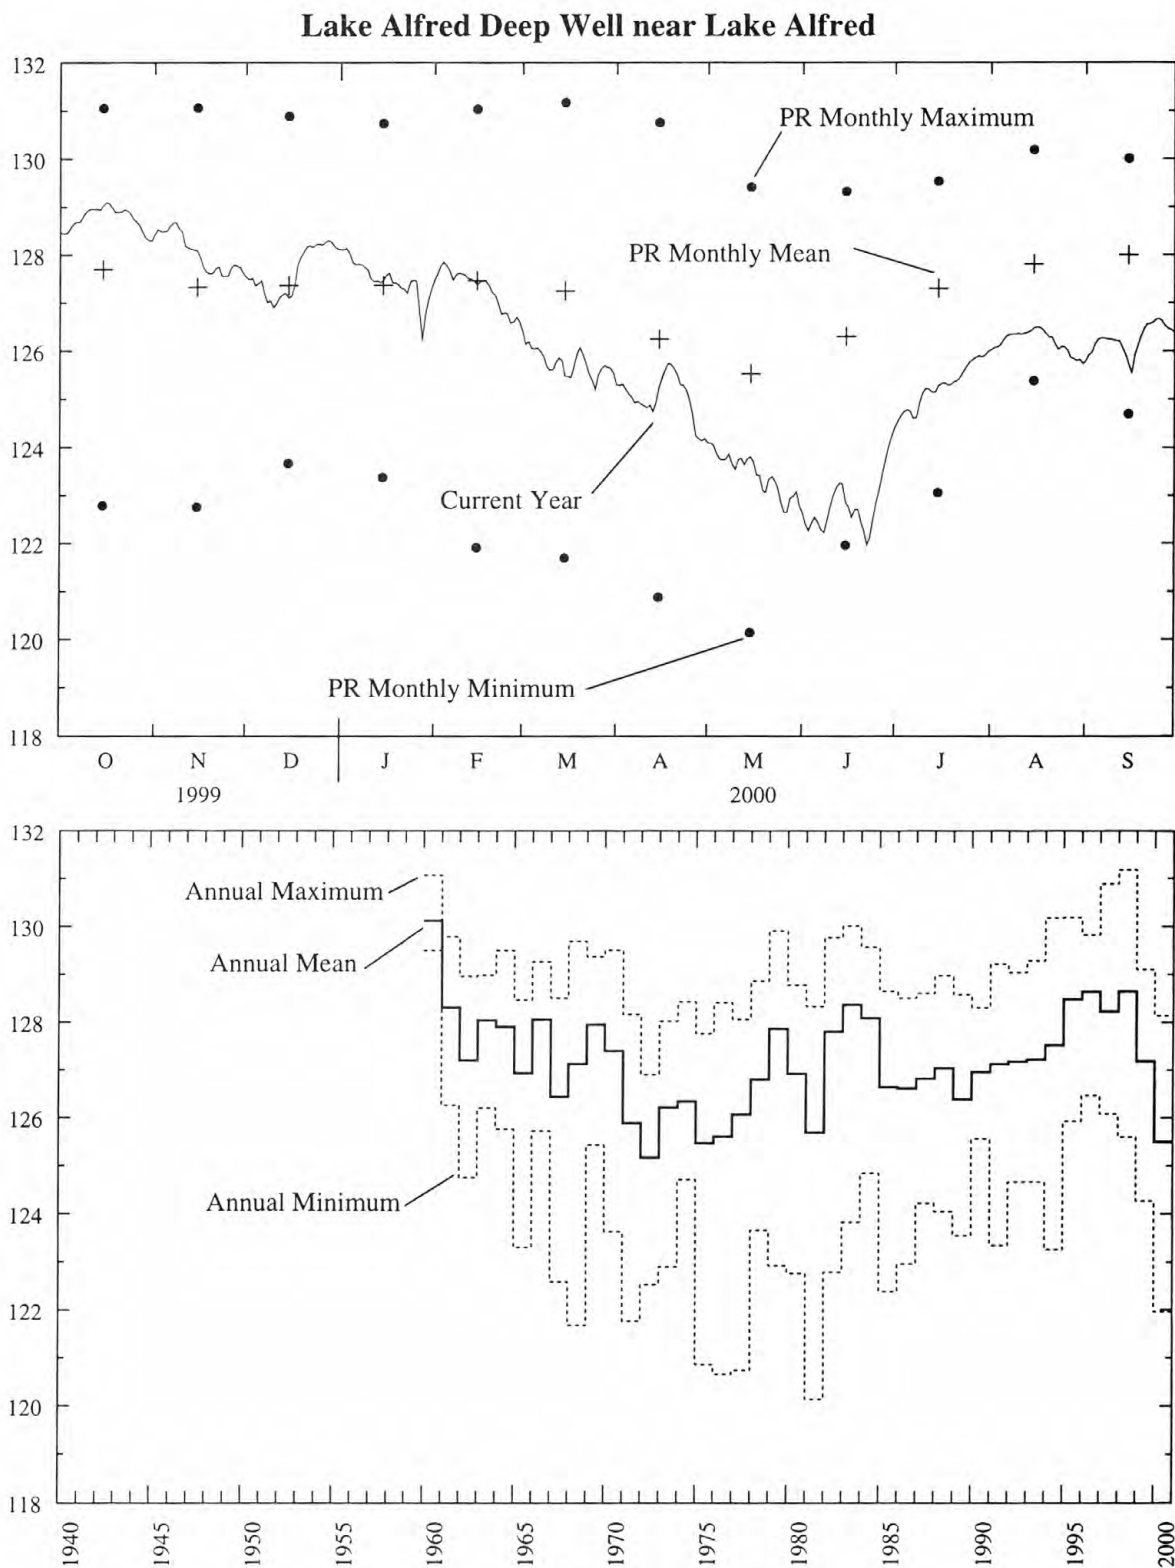 Lake Alfred Deep Well near Lake Alfred
132
130
128
126
124
122
120
118
PR Monthly Maximum
PR Monthly Mean
Current Year
PR Monthly Minimum
O N D J F M A M J J A S
1999 2000
132
130
128
126
124
122
120
118
Annual Maximum
Annual Mean
Annual Minimum
1940 1945 1950 1955 1960 1965 1970 1975 1980 1985 1990 1995 2000